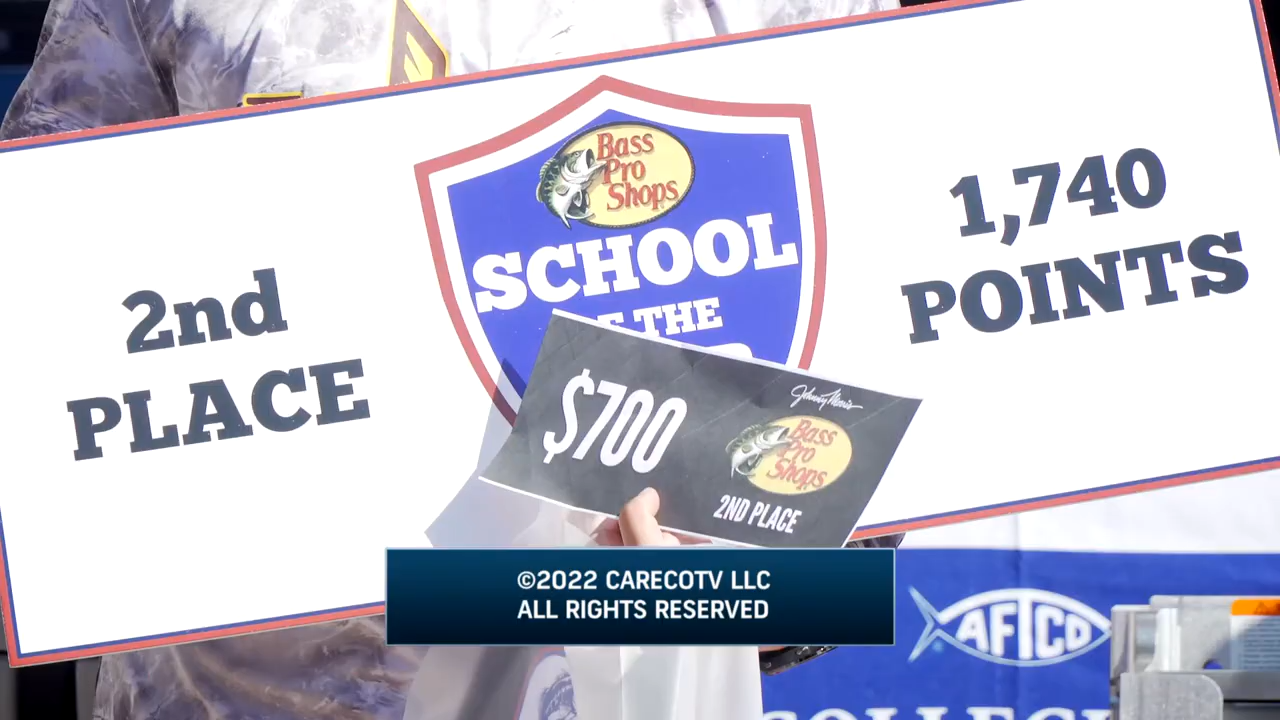 Bass
Pro
Shops
SCHOOL
THE
2nd
PLACE
1,740
POINTS
$700
Johnny Morris
Bass
Pro
Shops
2ND PLACE
©2022 CARECOTV LLC
ALL RIGHTS RESERVED
AFTCO